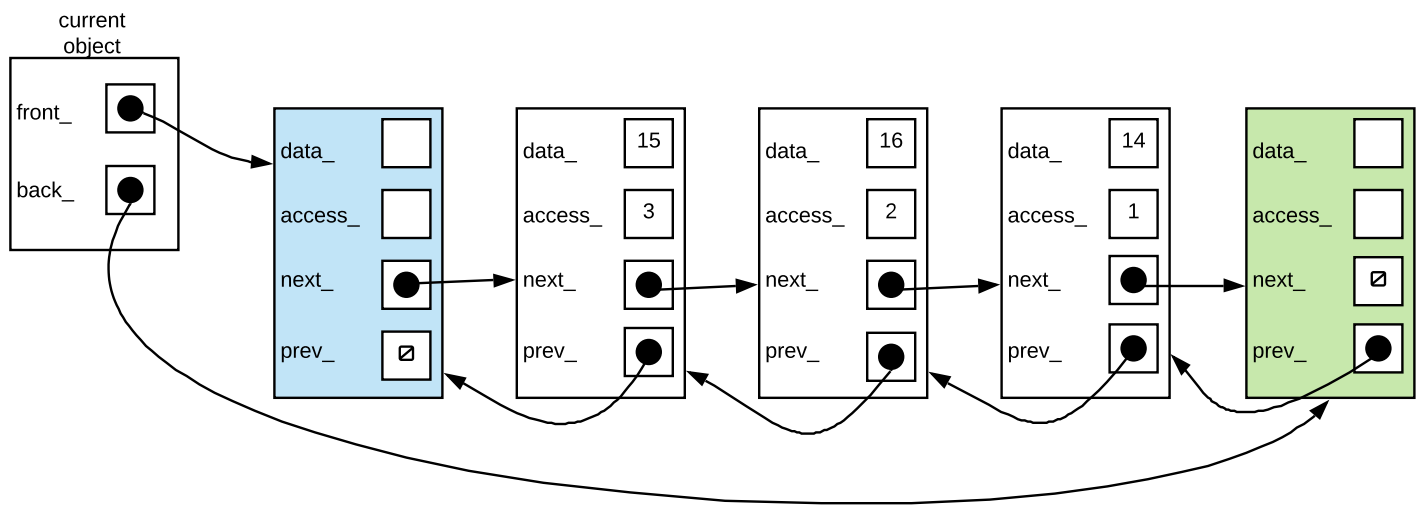 current
object
front_
back_
data_
access_
next_
prev_
data_ 15
access_ 3
next_
prev_
data_ 16
access_ 2
next_
prev_
data_ 14
access_ 1
next_
prev_
data_
access_
next_
prev_